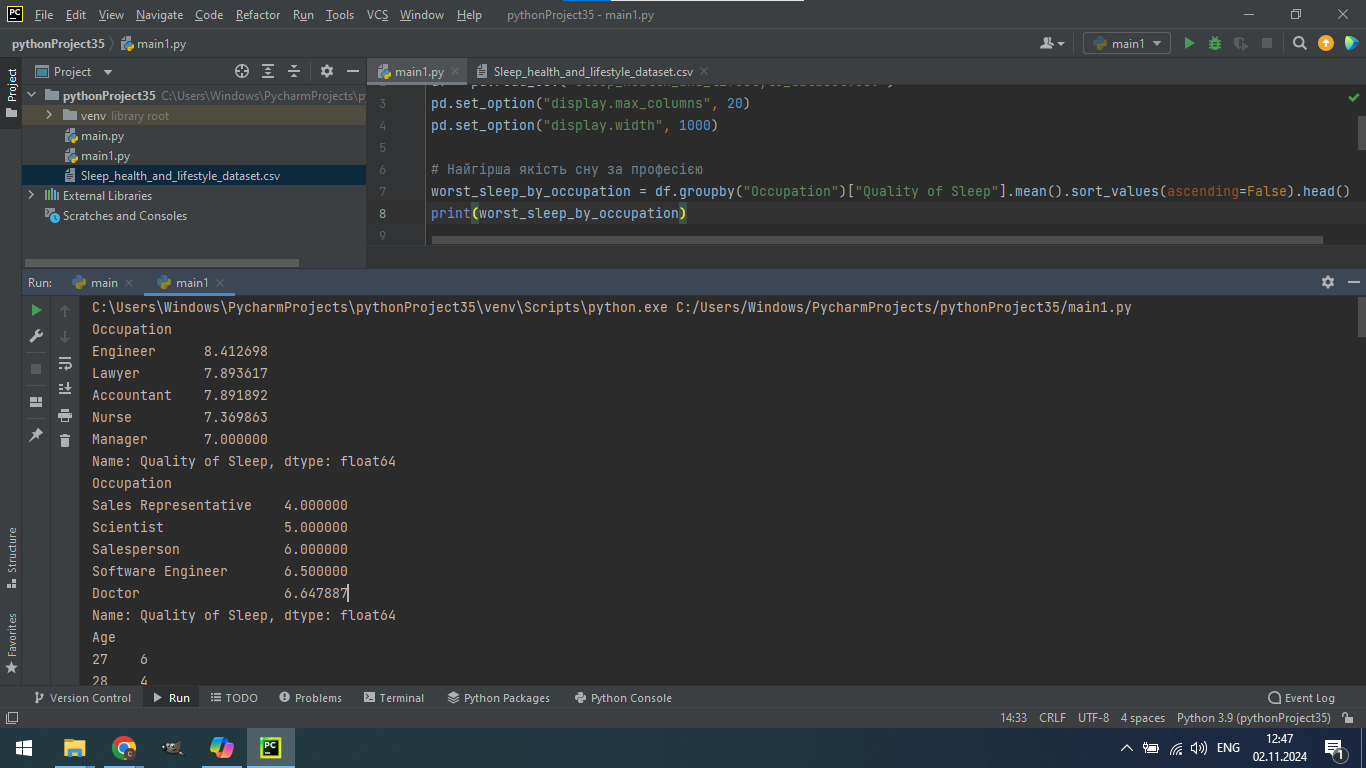 PC File Edit View Navigate Code Refactor Run Tools VCS Window Help pythonProject35 - main1.py
pythonProject35 main1.py main1
Project main1.py Sleep_health_and_lifestyle_dataset.csv
Project
pythonProject35 C:\Users\Windows\PycharmProjects\p
venv library root
main.py
main1.py
Sleep_health_and_lifestyle_dataset.csv
External Libraries
Scratches and Consoles
3 pd.set_option("display.max_columns", 20)
4 pd.set_option("display.width", 1000)
5
6 # Найгірша якість сну за професією
7 worst_sleep_by_occupation = df.groupby("Occupation")["Quality of Sleep"].mean().sort_values(ascending=False).head()
8 print(worst_sleep_by_occupation)
9
Run: main main1
C:\Users\Windows\PycharmProjects\pythonProject35\venv\Scripts\python.exe C:/Users/Windows/PycharmProjects/pythonProject35/main1.py
Occupation
Engineer 8.412698
Lawyer 7.893617
Accountant 7.891892
Nurse 7.369863
Manager 7.000000
Name: Quality of Sleep, dtype: float64
Occupation
Sales Representative 4.000000
Scientist 5.000000
Salesperson 6.000000
Software Engineer 6.500000
Doctor 6.647887
Name: Quality of Sleep, dtype: float64
Age
27 6
28 4
Structure
Favorites
Version Control Run TODO Problems Terminal Python Packages Python Console Event Log
14:33 CRLF UTF-8 4 spaces Python 3.9 (pythonProject35)
C PC ENG 12:47
02.11.2024 1